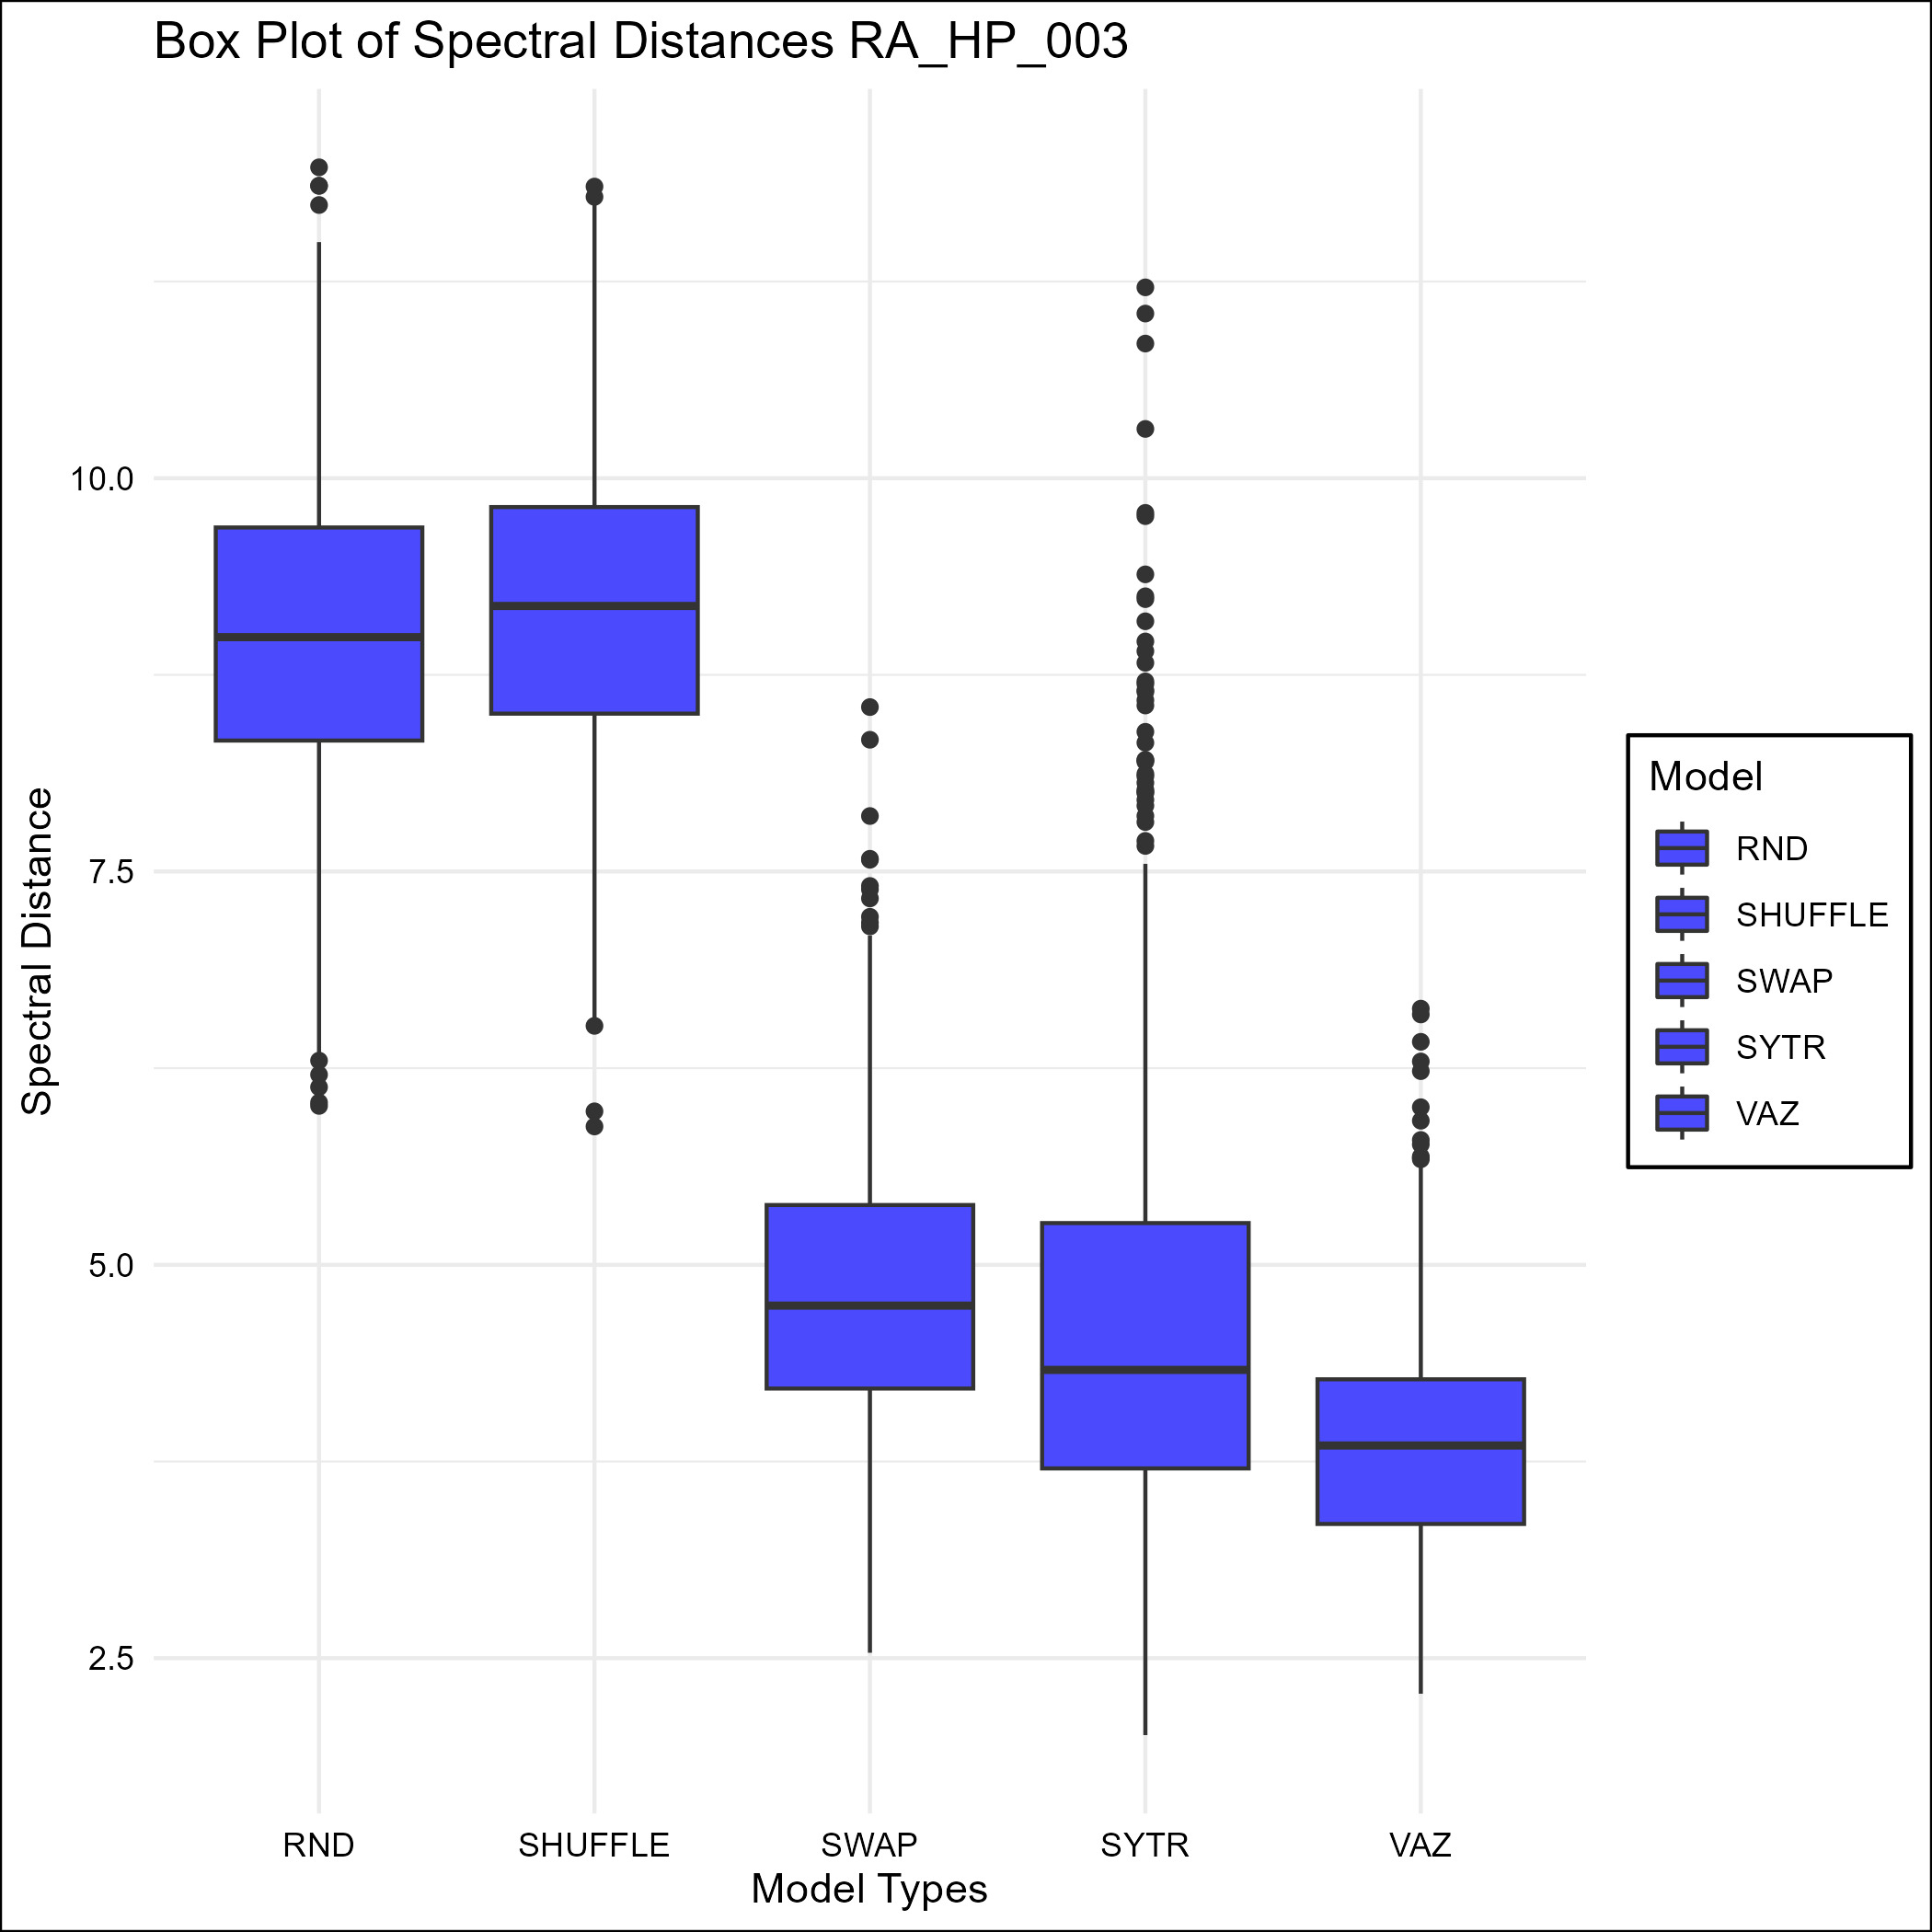 Box Plot of Spectral Distances RA_HP_003
Spectral Distance
10.0
7.5
5.0
2.5
RND
SHUFFLE
SWAP
SYTR
VAZ
Model Types
Model
RND
SHUFFLE
SWAP
SYTR
VAZ